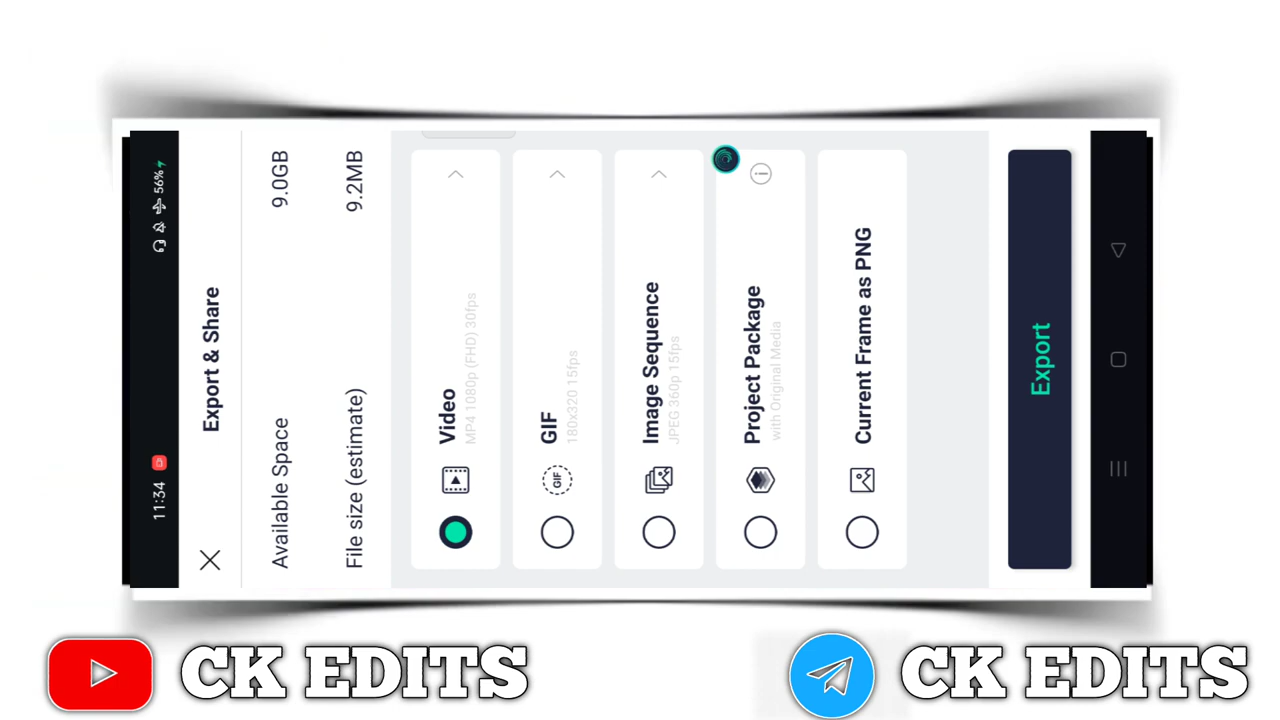 11:34
56%
Export & Share
Available Space 9.0GB
File size (estimate) 9.2MB
Video
MP4 1080p (FHD) 30fps
GIF
GIF
180x320 15fps
Image Sequence
JPEG 360p 15fps
Project Package
with Original Media
Current Frame as PNG
Export
CK EDITS
CK EDITS